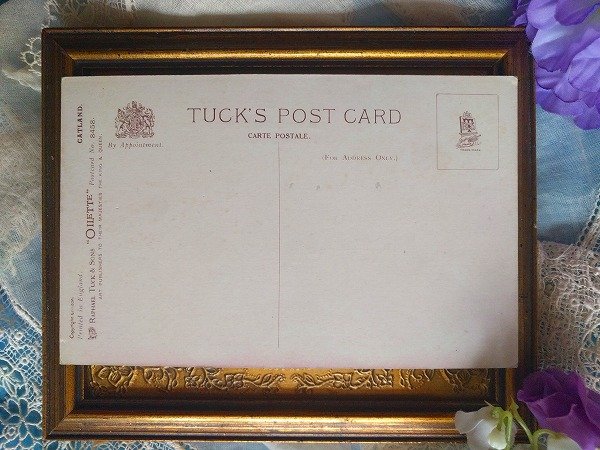 TUCK'S POST CARD
CARTE POSTALE.
(FOR ADDRESS ONLY.)
By Appointment.
CATLAND.
RAPHAEL TUCK & SONS' "OILETTE" Postcard No. 8458.
ART PUBLISHERS TO THEIR MAJESTIES THE KING & QUEEN.
Printed in England.